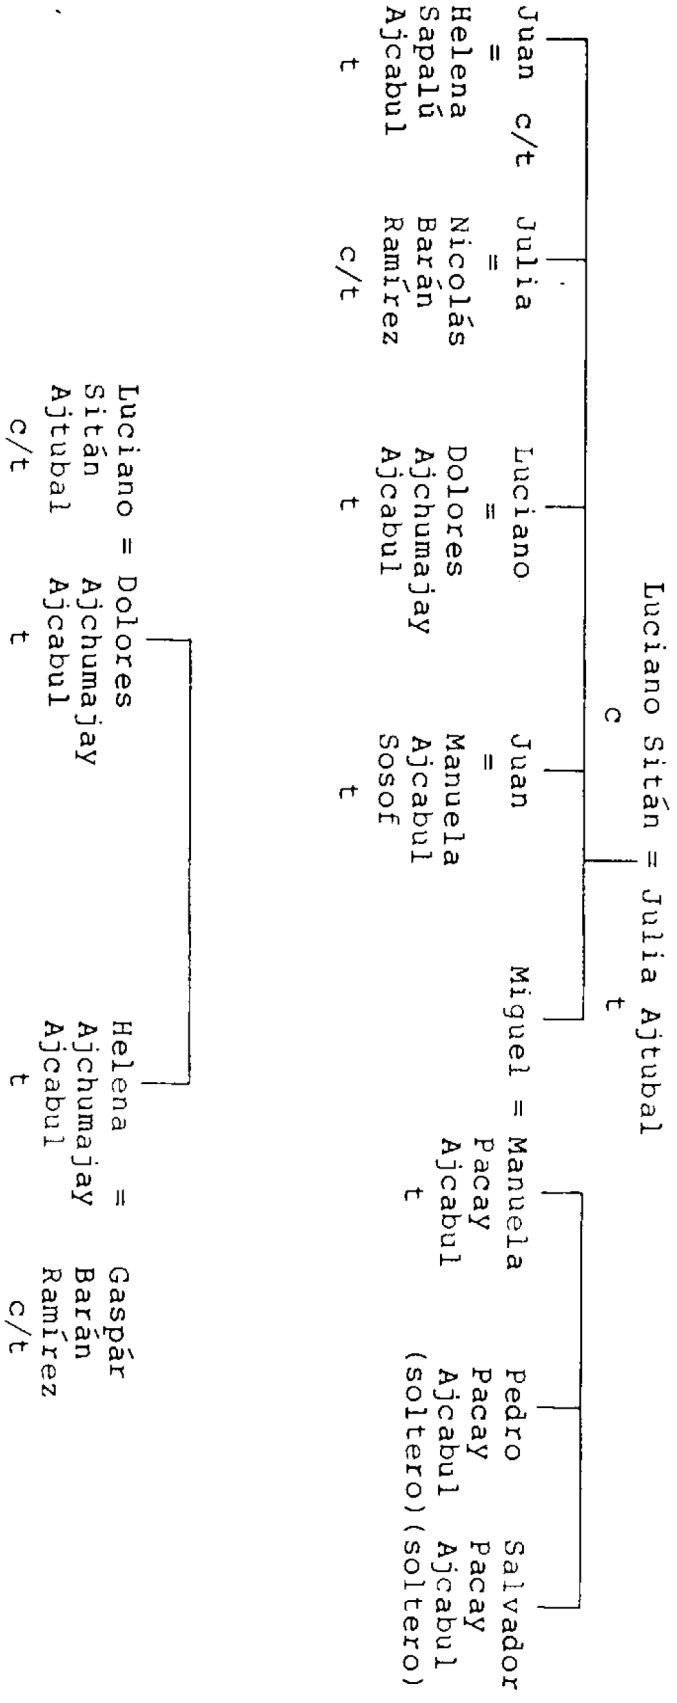 Luciano Sitán = Julia Ajtubal
c t
Juan c/t Julia Luciano Juan Miguel = Manuela Pedro Salvador
= = = = Pacay Pacay Pacay
Helena Nicolás Dolores Manuela Ajcabul Ajcabul Ajcabul
Sapalú Barán Ajchumajay Ajcabul t (soltero) (soltero)
Ajcabul Ramírez Ajcabul Sosof
t c/t t t
Luciano = Dolores Helena = Gaspár
Sitán Ajchumajay Ajchumajay Barán
Ajtubal Ajcabul Ajcabul Ramírez
c/t t t c/t